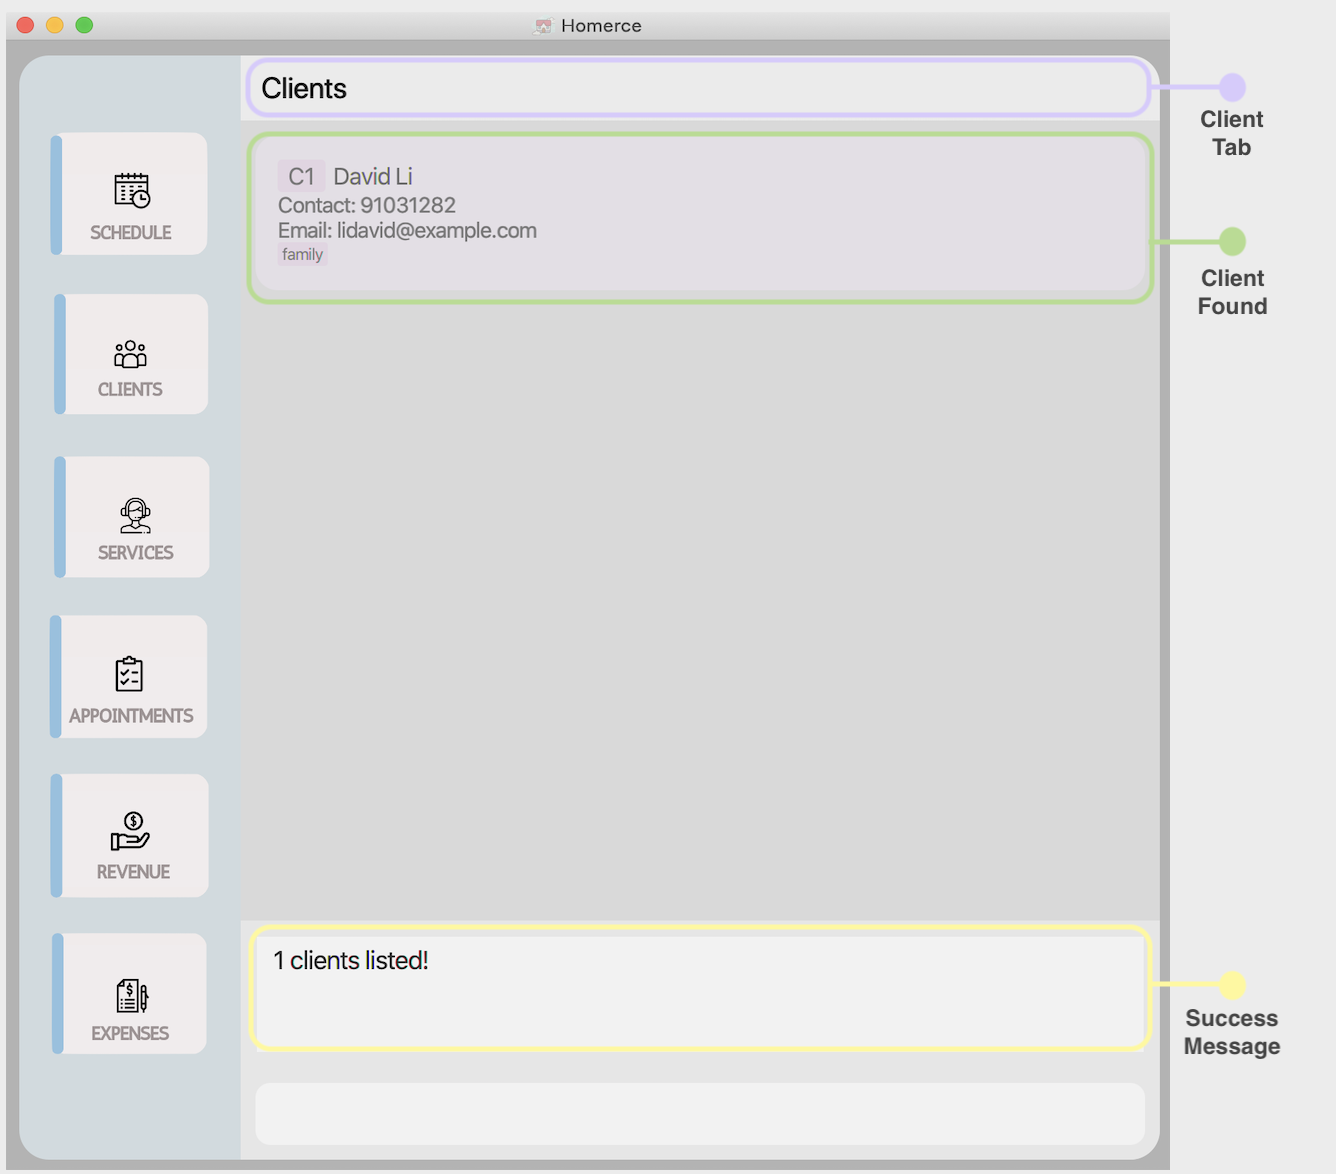 Homerce
Clients
Client
Tab
C1 David Li
Contact: 91031282
Email: lidavid@example.com
family
Client
Found
SCHEDULE
CLIENTS
SERVICES
APPOINTMENTS
REVENUE
EXPENSES
1 clients listed!
Success
Message